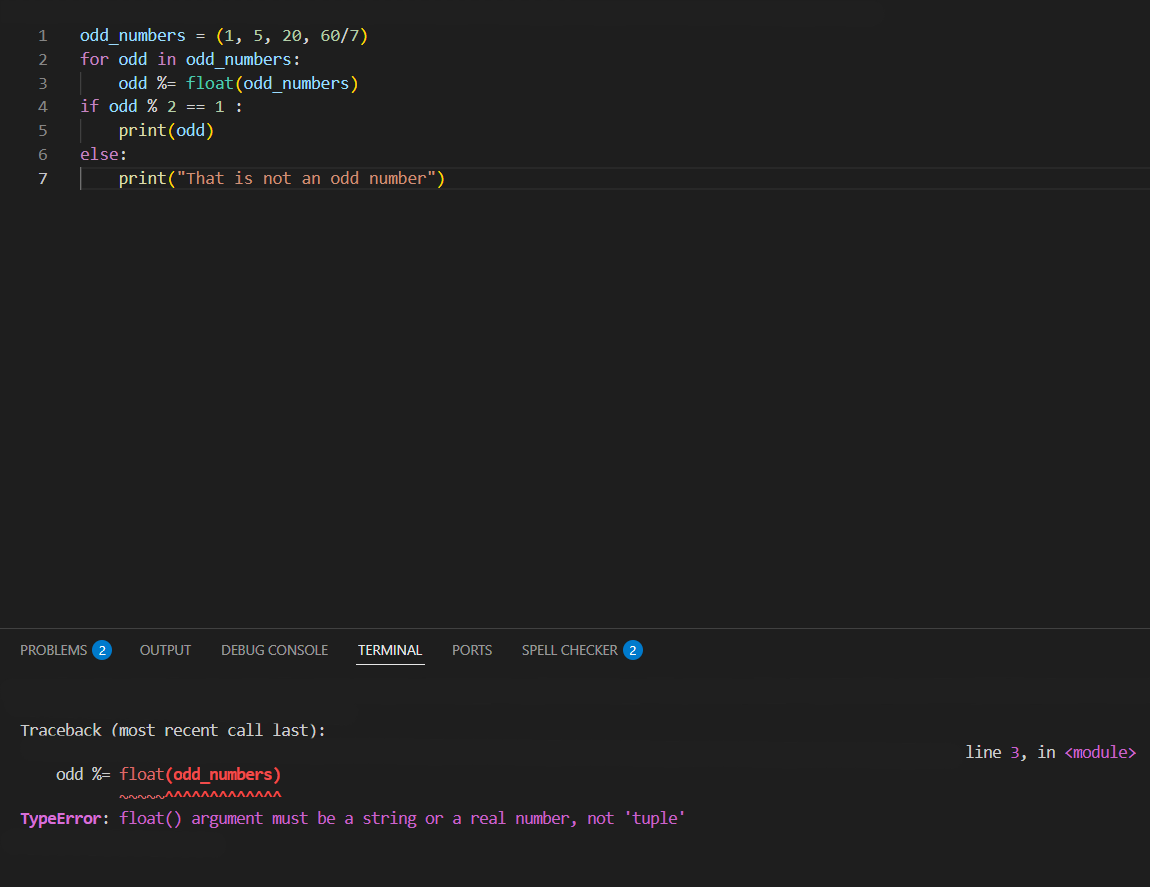 1 odd_numbers = (1, 5, 20, 60/7)
2 for odd in odd_numbers:
3     odd %= float(odd_numbers)
4 if odd % 2 == 1 :
5     print(odd)
6 else:
7     print("That is not an odd number")
PROBLEMS 2 OUTPUT DEBUG CONSOLE TERMINAL PORTS SPELL CHECKER 2
Traceback (most recent call last):
line 3, in <module>
odd %= float(odd_numbers)
~~~~~^^^^^^^^^^^^^
TypeError: float() argument must be a string or a real number, not 'tuple'